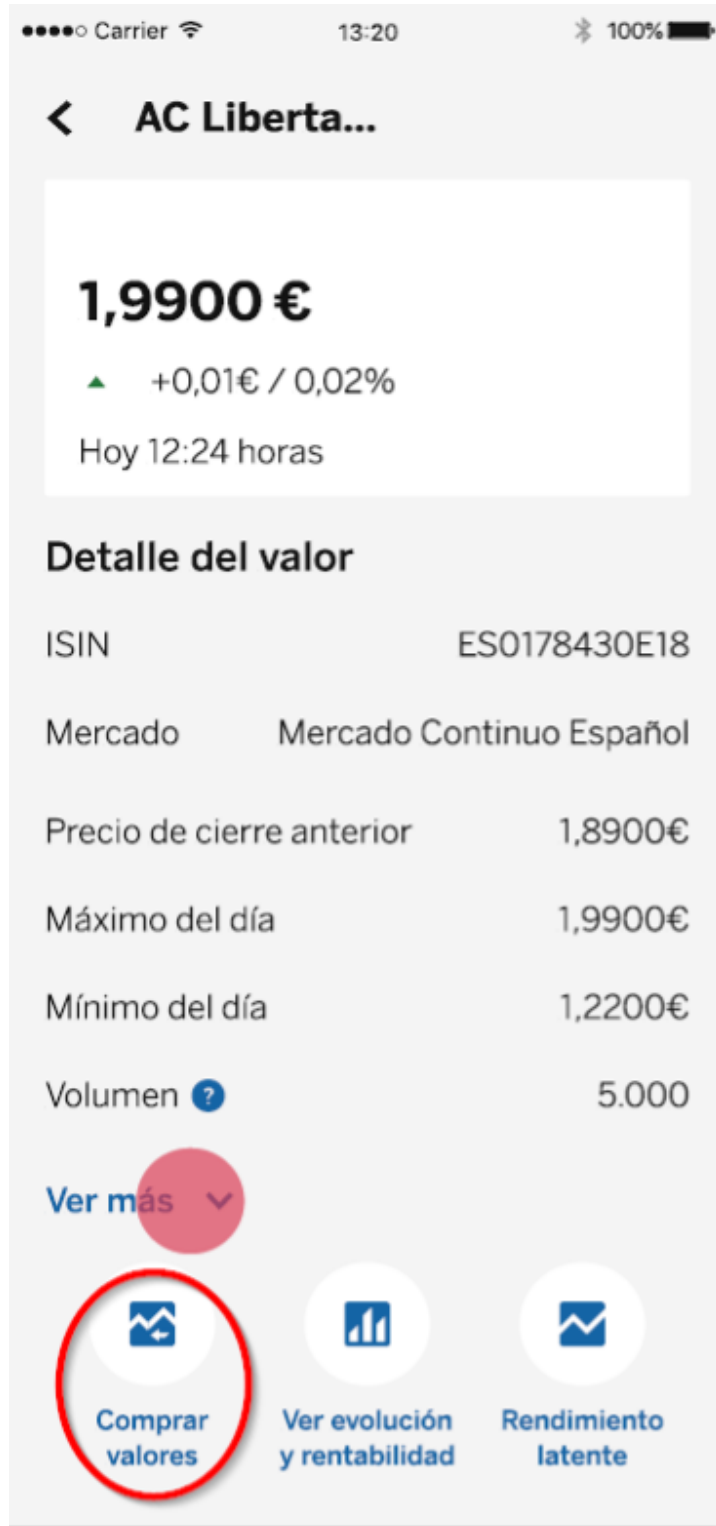 Carrier 13:20 100%
AC Liberta...
1,9900 €
+0,01€ / 0,02%
Hoy 12:24 horas
Detalle del valor
ISIN ES0178430E18
Mercado Mercado Continuo Español
Precio de cierre anterior 1,8900€
Máximo del día 1,9900€
Mínimo del día 1,2200€
Volumen ? 5.000
Ver más
Comprar valores
Ver evolución y rentabilidad
Rendimiento latente